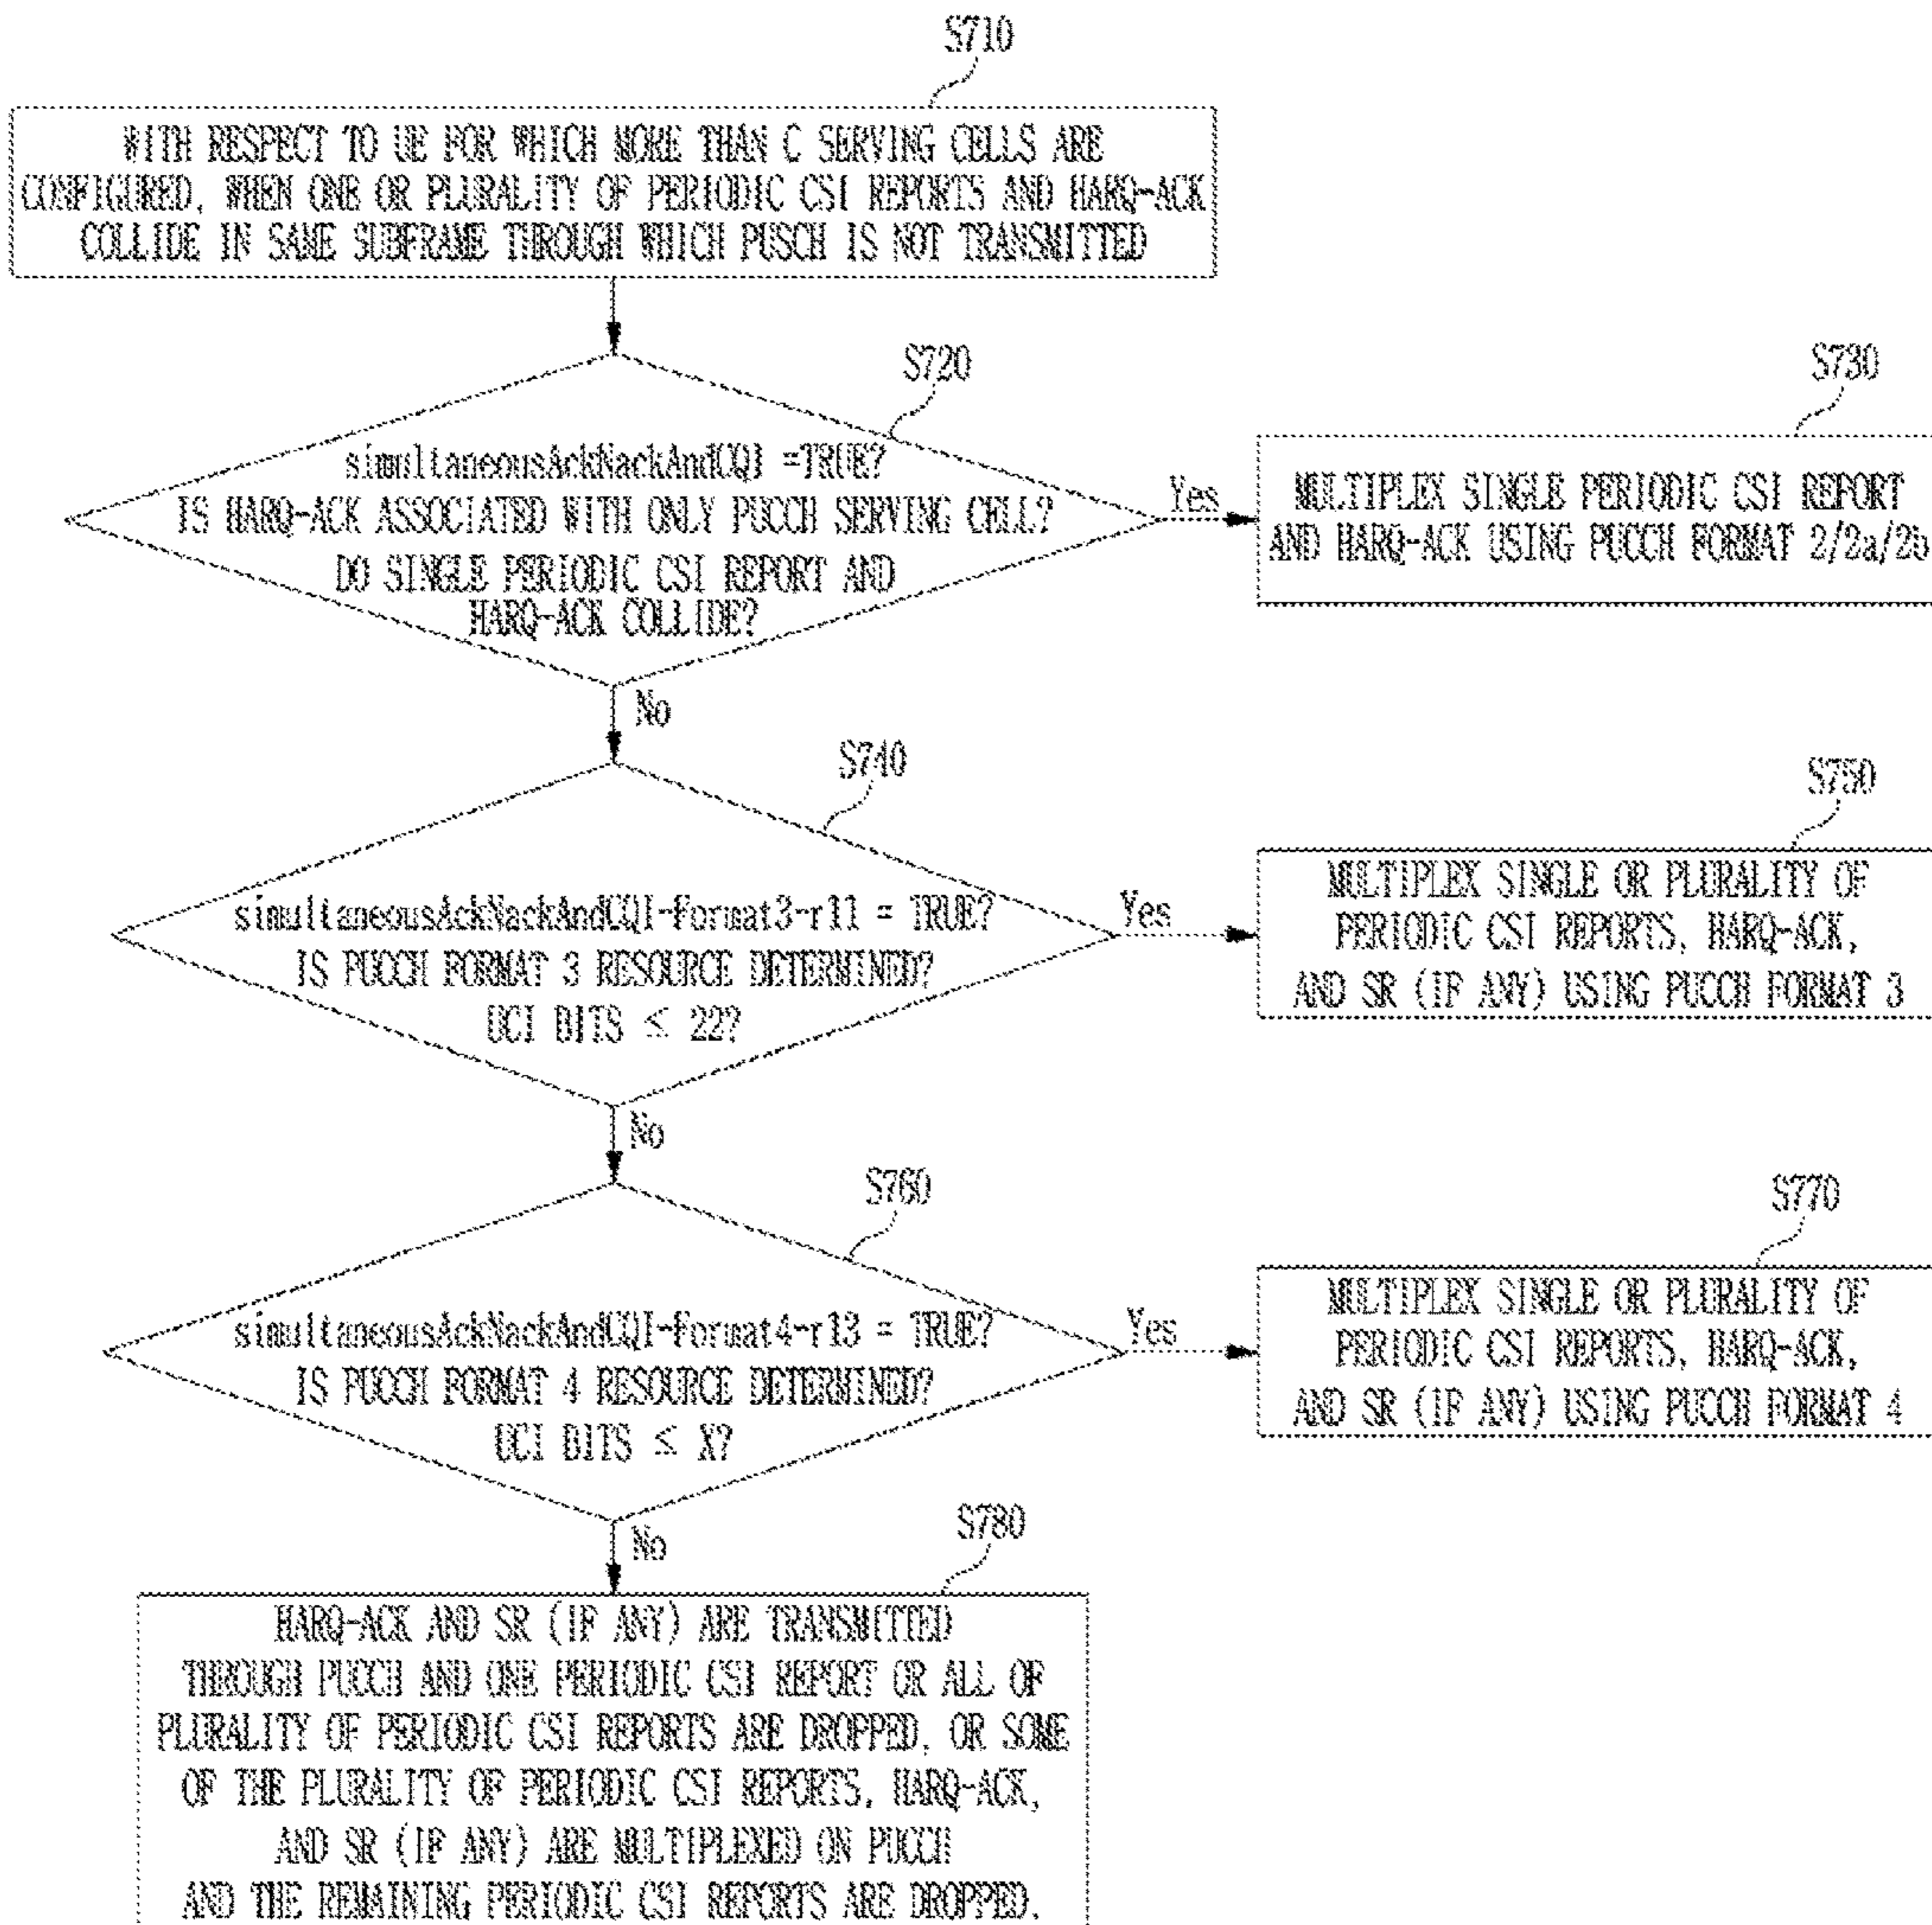 S710
WITH RESPECT TO UE FOR WHICH MORE THAN C SERVING CELLS ARE
CONFIGURED, WHEN ONE OR PLURALITY OF PERIODIC CSI REPORTS AND HARQ-ACK
COLLIDE IN SAME SUBFRAME THROUGH WHICH PUSCH IS NOT TRANSMITTED
S720
simultaneousAckNackAndCQI =TRUE?
IS HARQ-ACK ASSOCIATED WITH ONLY PUCCH SERVING CELL?
DO SINGLE PERIODIC CSI REPORT AND
HARQ-ACK COLLIDE?
Yes
S730
MULTIPLEX SINGLE PERIODIC CSI REPORT
AND HARQ-ACK USING PUCCH FORMAT 2/2a/2b
No
S740
simultaneousAckNackAndCQI-Format3-r11 = TRUE?
IS PUCCH FORMAT 3 RESOURCE DETERMINED?
UCI BITS ≤ 22?
Yes
S750
MULTIPLEX SINGLE OR PLURALITY OF
PERIODIC CSI REPORTS, HARQ-ACK,
AND SR (IF ANY) USING PUCCH FORMAT 3
No
S760
simultaneousAckNackAndCQI-Format4-r13 = TRUE?
IS PUCCH FORMAT 4 RESOURCE DETERMINED?
UCI BITS ≤ X?
Yes
S770
MULTIPLEX SINGLE OR PLURALITY OF
PERIODIC CSI REPORTS, HARQ-ACK,
AND SR (IF ANY) USING PUCCH FORMAT 4
No
S780
HARQ-ACK AND SR (IF ANY) ARE TRANSMITTED
THROUGH PUCCH AND ONE PERIODIC CSI REPORT OR ALL OF
PLURALITY OF PERIODIC CSI REPORTS ARE DROPPED, OR SOME
OF THE PLURALITY OF PERIODIC CSI REPORTS, HARQ-ACK,
AND SR (IF ANY) ARE MULTIPLEXED ON PUCCH
AND THE REMAINING PERIODIC CSI REPORTS ARE DROPPED.